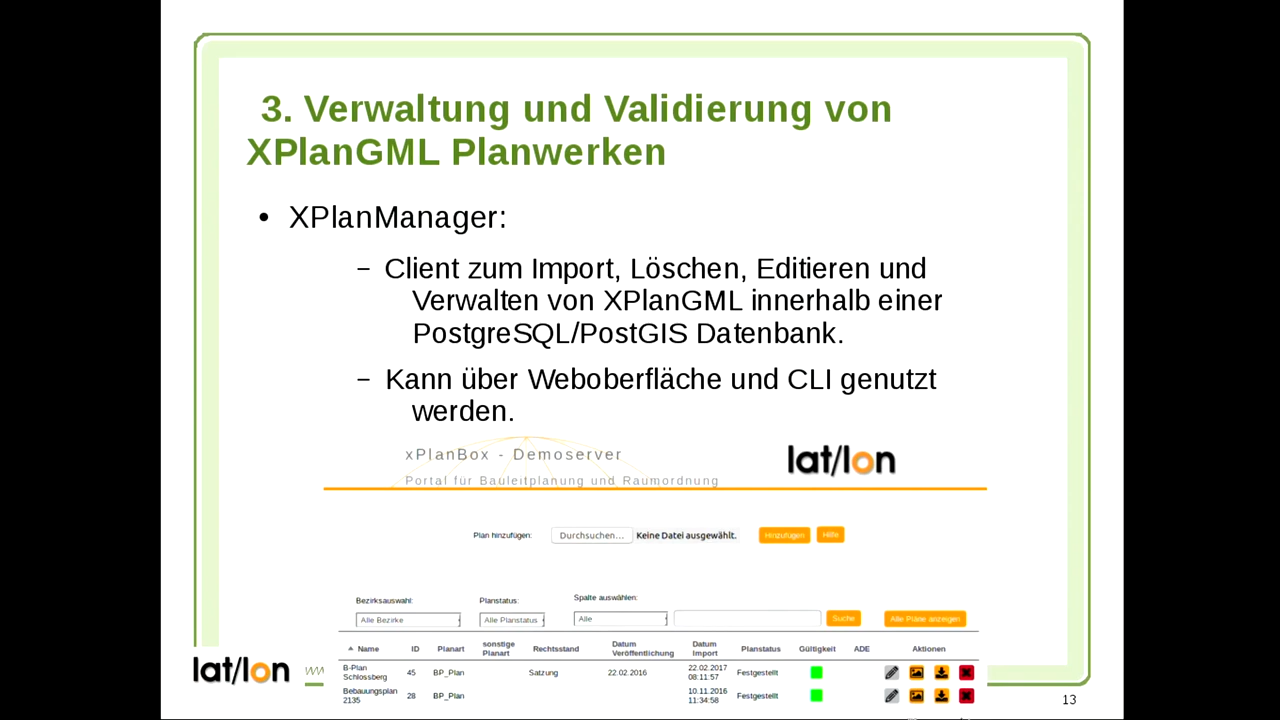 3. Verwaltung und Validierung von
XPlanGML Planwerken
• XPlanManager:
– Client zum Import, Löschen, Editieren und
Verwalten von XPlanGML innerhalb einer
PostgreSQL/PostGIS Datenbank.
– Kann über Weboberfläche und CLI genutzt
werden.
xPlanBox - Demoserver
lat/lon
Portal für Bauleitplanung und Raumordnung
Plan hinzufügen: Durchsuchen... Keine Datei ausgewählt. Hinzufügen Hilfe
Bezirksauswahl: Planstatus: Spalte auswählen:
Alle Bezirke Alle Planstatus Alle Suche Alle Pläne anzeigen
Name ID Planart sonstige Planart Rechtsstand Datum Veröffentlichung Datum Import Planstatus Gültigkeit ADE Aktionen
B-Plan Schlossberg 45 BP_Plan Satzung 22.02.2016 22.02.2017 08:11:57 Festgestellt
Bebauungsplan 2135 28 BP_Plan 10.11.2016 11:34:58 Festgestellt
lat/lon
13